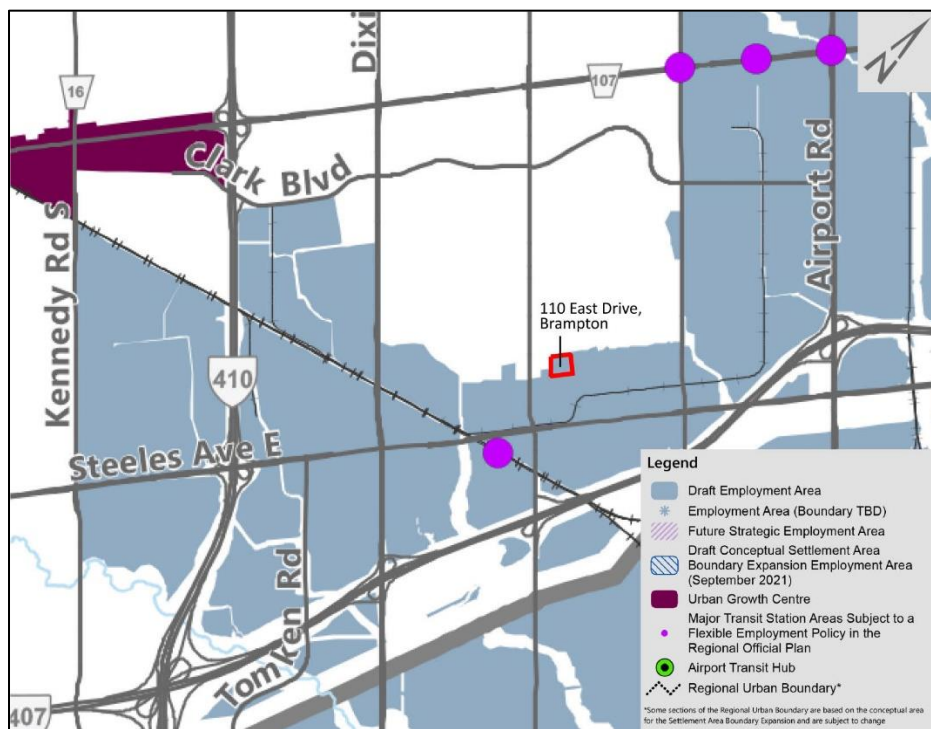 Dixi
N
16
107
Clark Blvd
Kennedy Rd S
Airport Rd
110 East Drive,
Brampton
410
Steeles Ave E
Tomken Rd
407
Legend
Draft Employment Area
Employment Area (Boundary TBD)
Future Strategic Employment Area
Draft Conceptual Settlement Area
Boundary Expansion Employment Area
(September 2021)
Urban Growth Centre
Major Transit Station Areas Subject to a
Flexible Employment Policy in the
Regional Official Plan
Airport Transit Hub
Regional Urban Boundary*
*Some sections of the Regional Urban Boundary are based on the conceptual area
for the Settlement Area Boundary Expansion and are subject to change